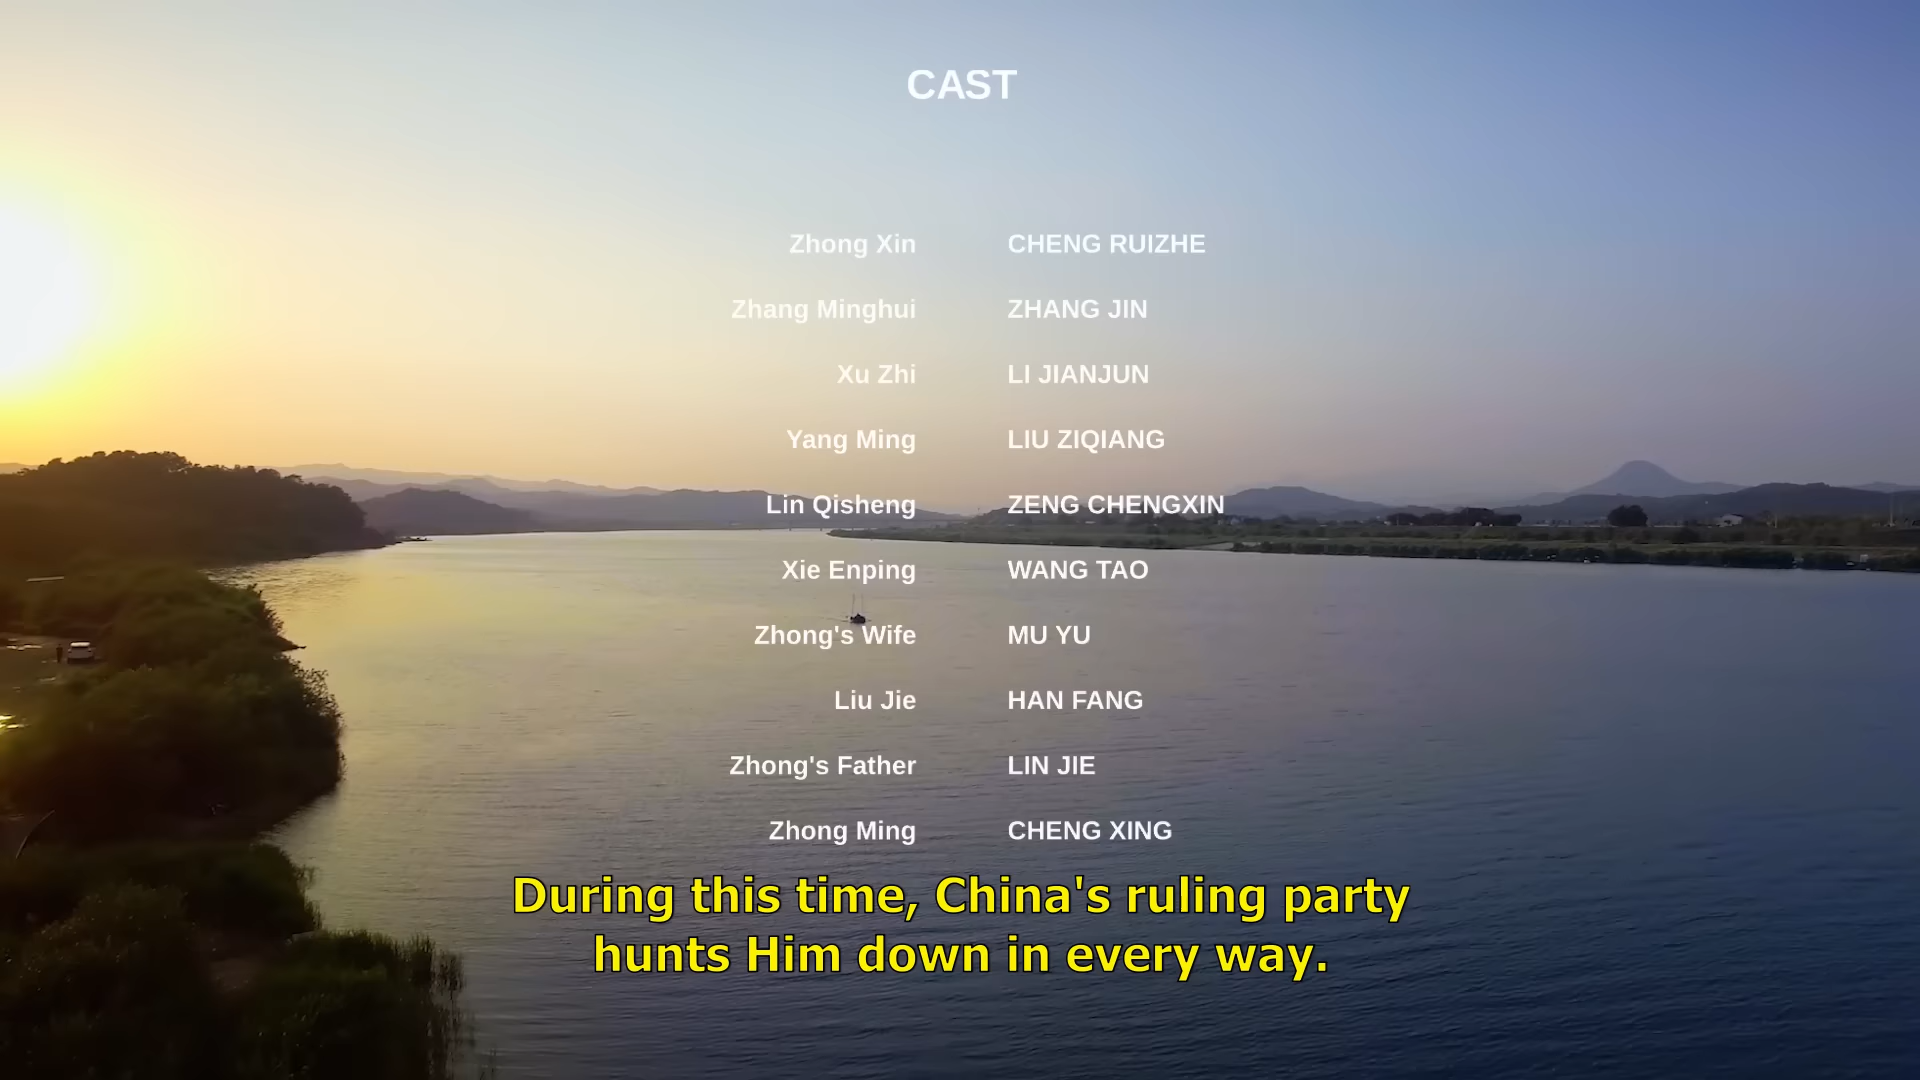 CAST
Zhong Xin CHENG RUIZHE
Zhang Minghui ZHANG JIN
Xu Zhi LI JIANJUN
Yang Ming LIU ZIQIANG
Lin Qisheng ZENG CHENGXIN
Xie Enping WANG TAO
Zhong's Wife MU YU
Liu Jie HAN FANG
Zhong's Father LIN JIE
Zhong Ming CHENG XING
During this time, China's ruling party
hunts Him down in every way.